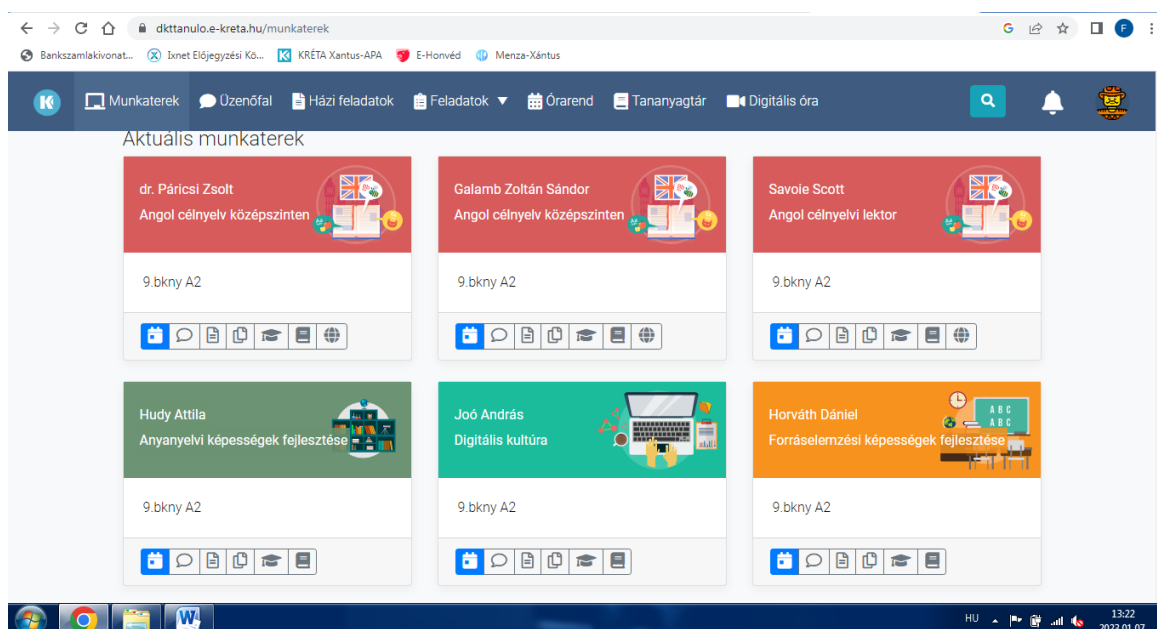 dkttanulo.e-kreta.hu/munkaterek
G F
Bankszamlakivonat... Ixnet Előjegyzési Kö... KRÉTA Xantus-APA E-Honvéd Menza-Xántus
K Munkaterek Üzenőfal Házi feladatok Feladatok ▼ Órarend Tananyagtár Digitális óra
Aktuális munkaterek
dr. Páricsi Zsolt
Angol célnyelv középszinten
9.bkny A2
Galamb Zoltán Sándor
Angol célnyelv középszinten
9.bkny A2
Savoie Scott
Angol célnyelvi lektor
9.bkny A2
Hudy Attila
Anyanyelvi képességek fejlesztése
9.bkny A2
Joó András
Digitális kultúra
9.bkny A2
Horváth Dániel
Forráselemzési képességek fejlesztése
A B C
A B C
9.bkny A2
W
HU
13:22
2023.01.07